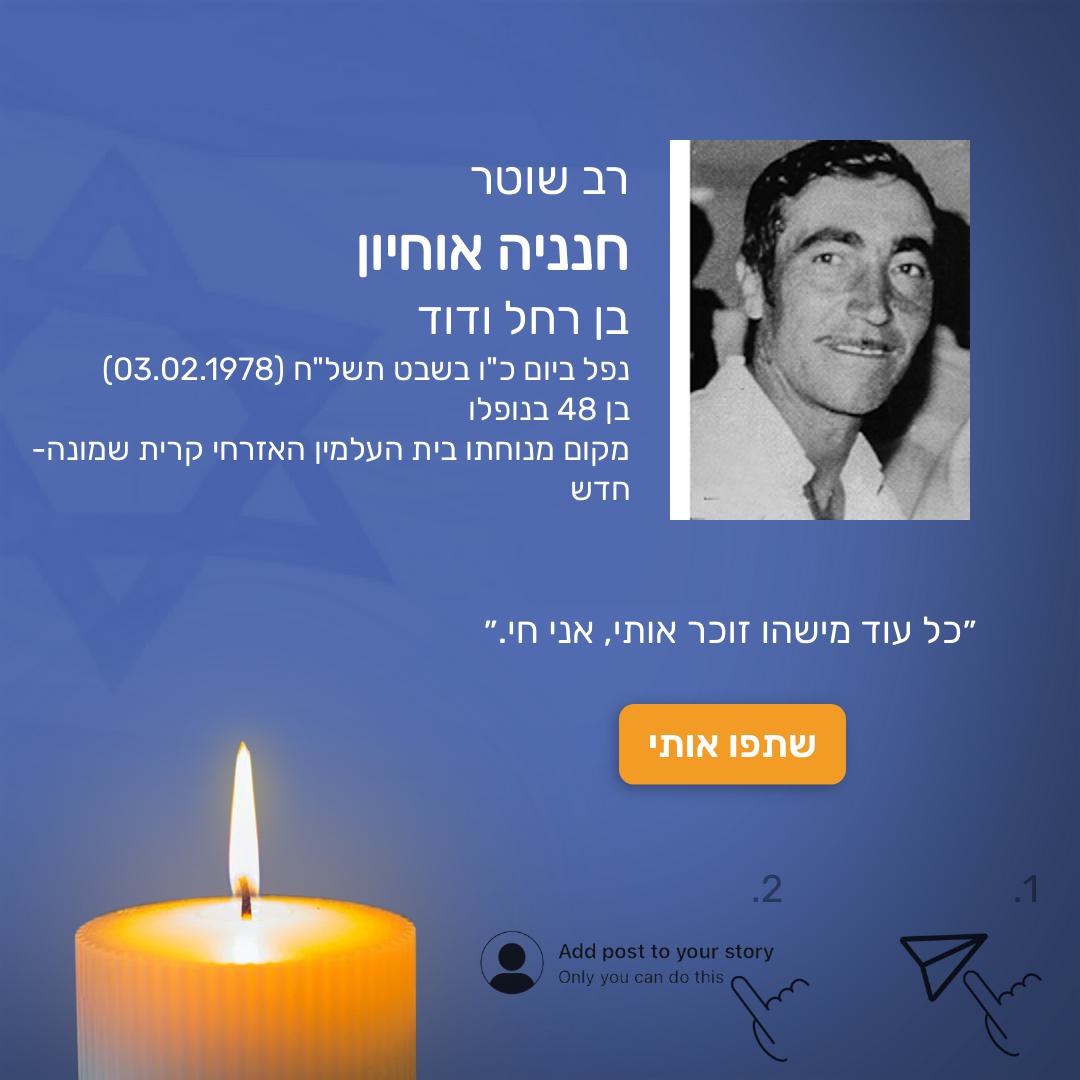 רב שוטר
חנניה אוחיון
בן רחל ודוד
נפל ביום כ"ו בשבט תשל"ח (03.02.1978)
בן 48 בנופלו
מקום מנוחתו בית העלמין האזרחי קרית שמונה-
חדש
״כל עוד מישהו זוכר אותי, אני חי.״
שתפו אותי
.1
.2
Add post to your story
Only you can do this